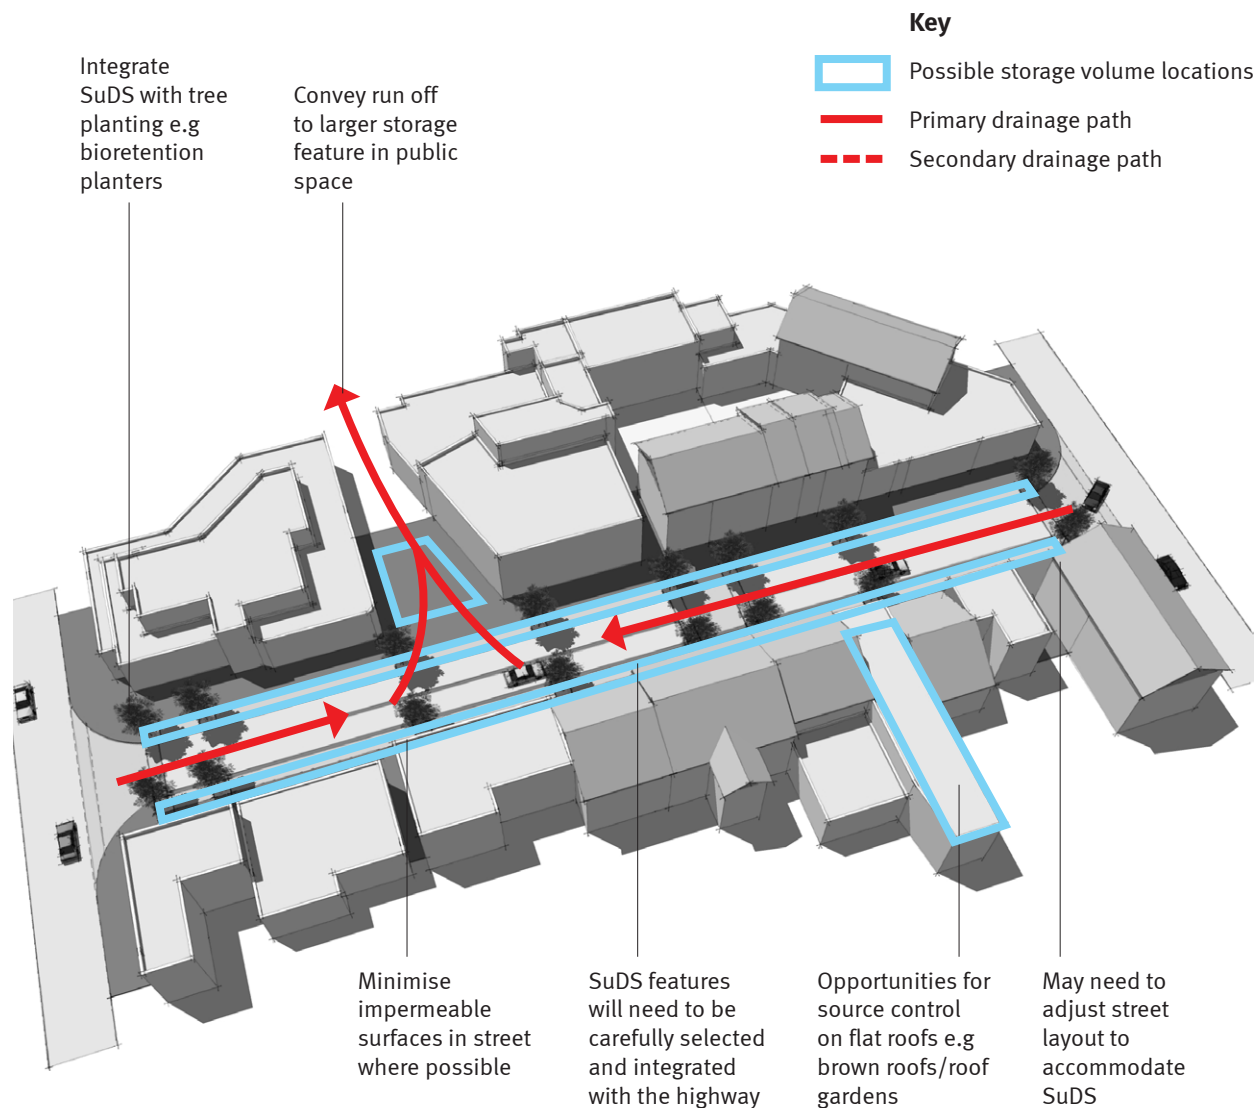 Key
Possible storage volume locations
Primary drainage path
Secondary drainage path
Integrate
SuDS with tree
planting e.g
bioretention
planters
Convey run off
to larger storage
feature in public
space
Minimise
impermeable
surfaces in street
where possible
SuDS features
will need to be
carefully selected
and integrated
with the highway
Opportunities for
source control
on flat roofs e.g
brown roofs/roof
gardens
May need to
adjust street
layout to
accommodate
SuDS